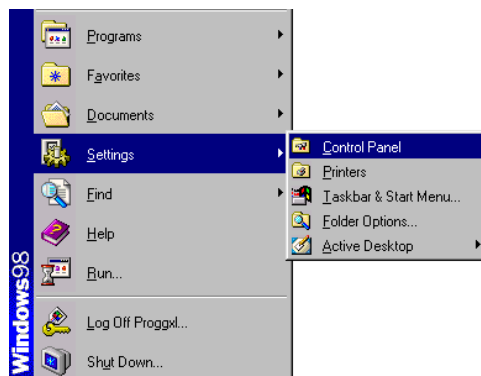 Programs
Favorites
Documents
Settings
Find
Help
Run...
Log Off Proggxl...
Shut Down...
Windows98
Control Panel
Printers
Taskbar & Start Menu...
Folder Options...
Active Desktop